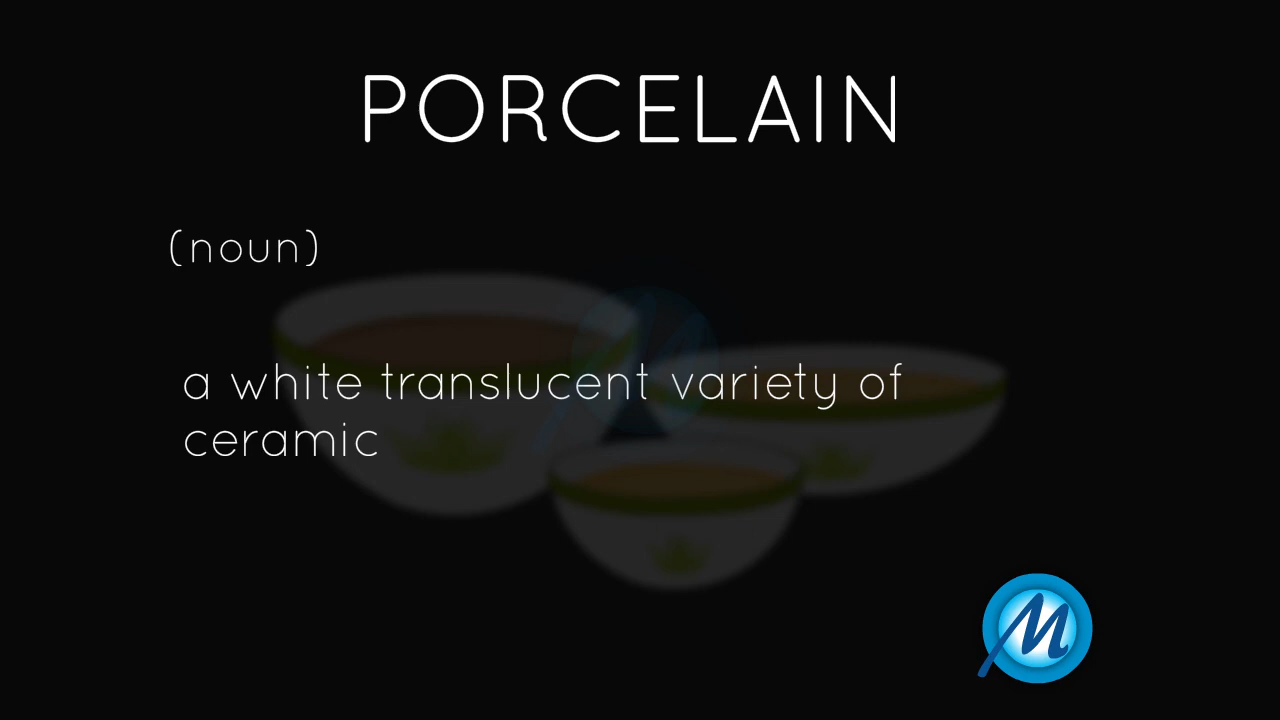 PORCELAIN
(noun)
a white translucent variety of
ceramic
M